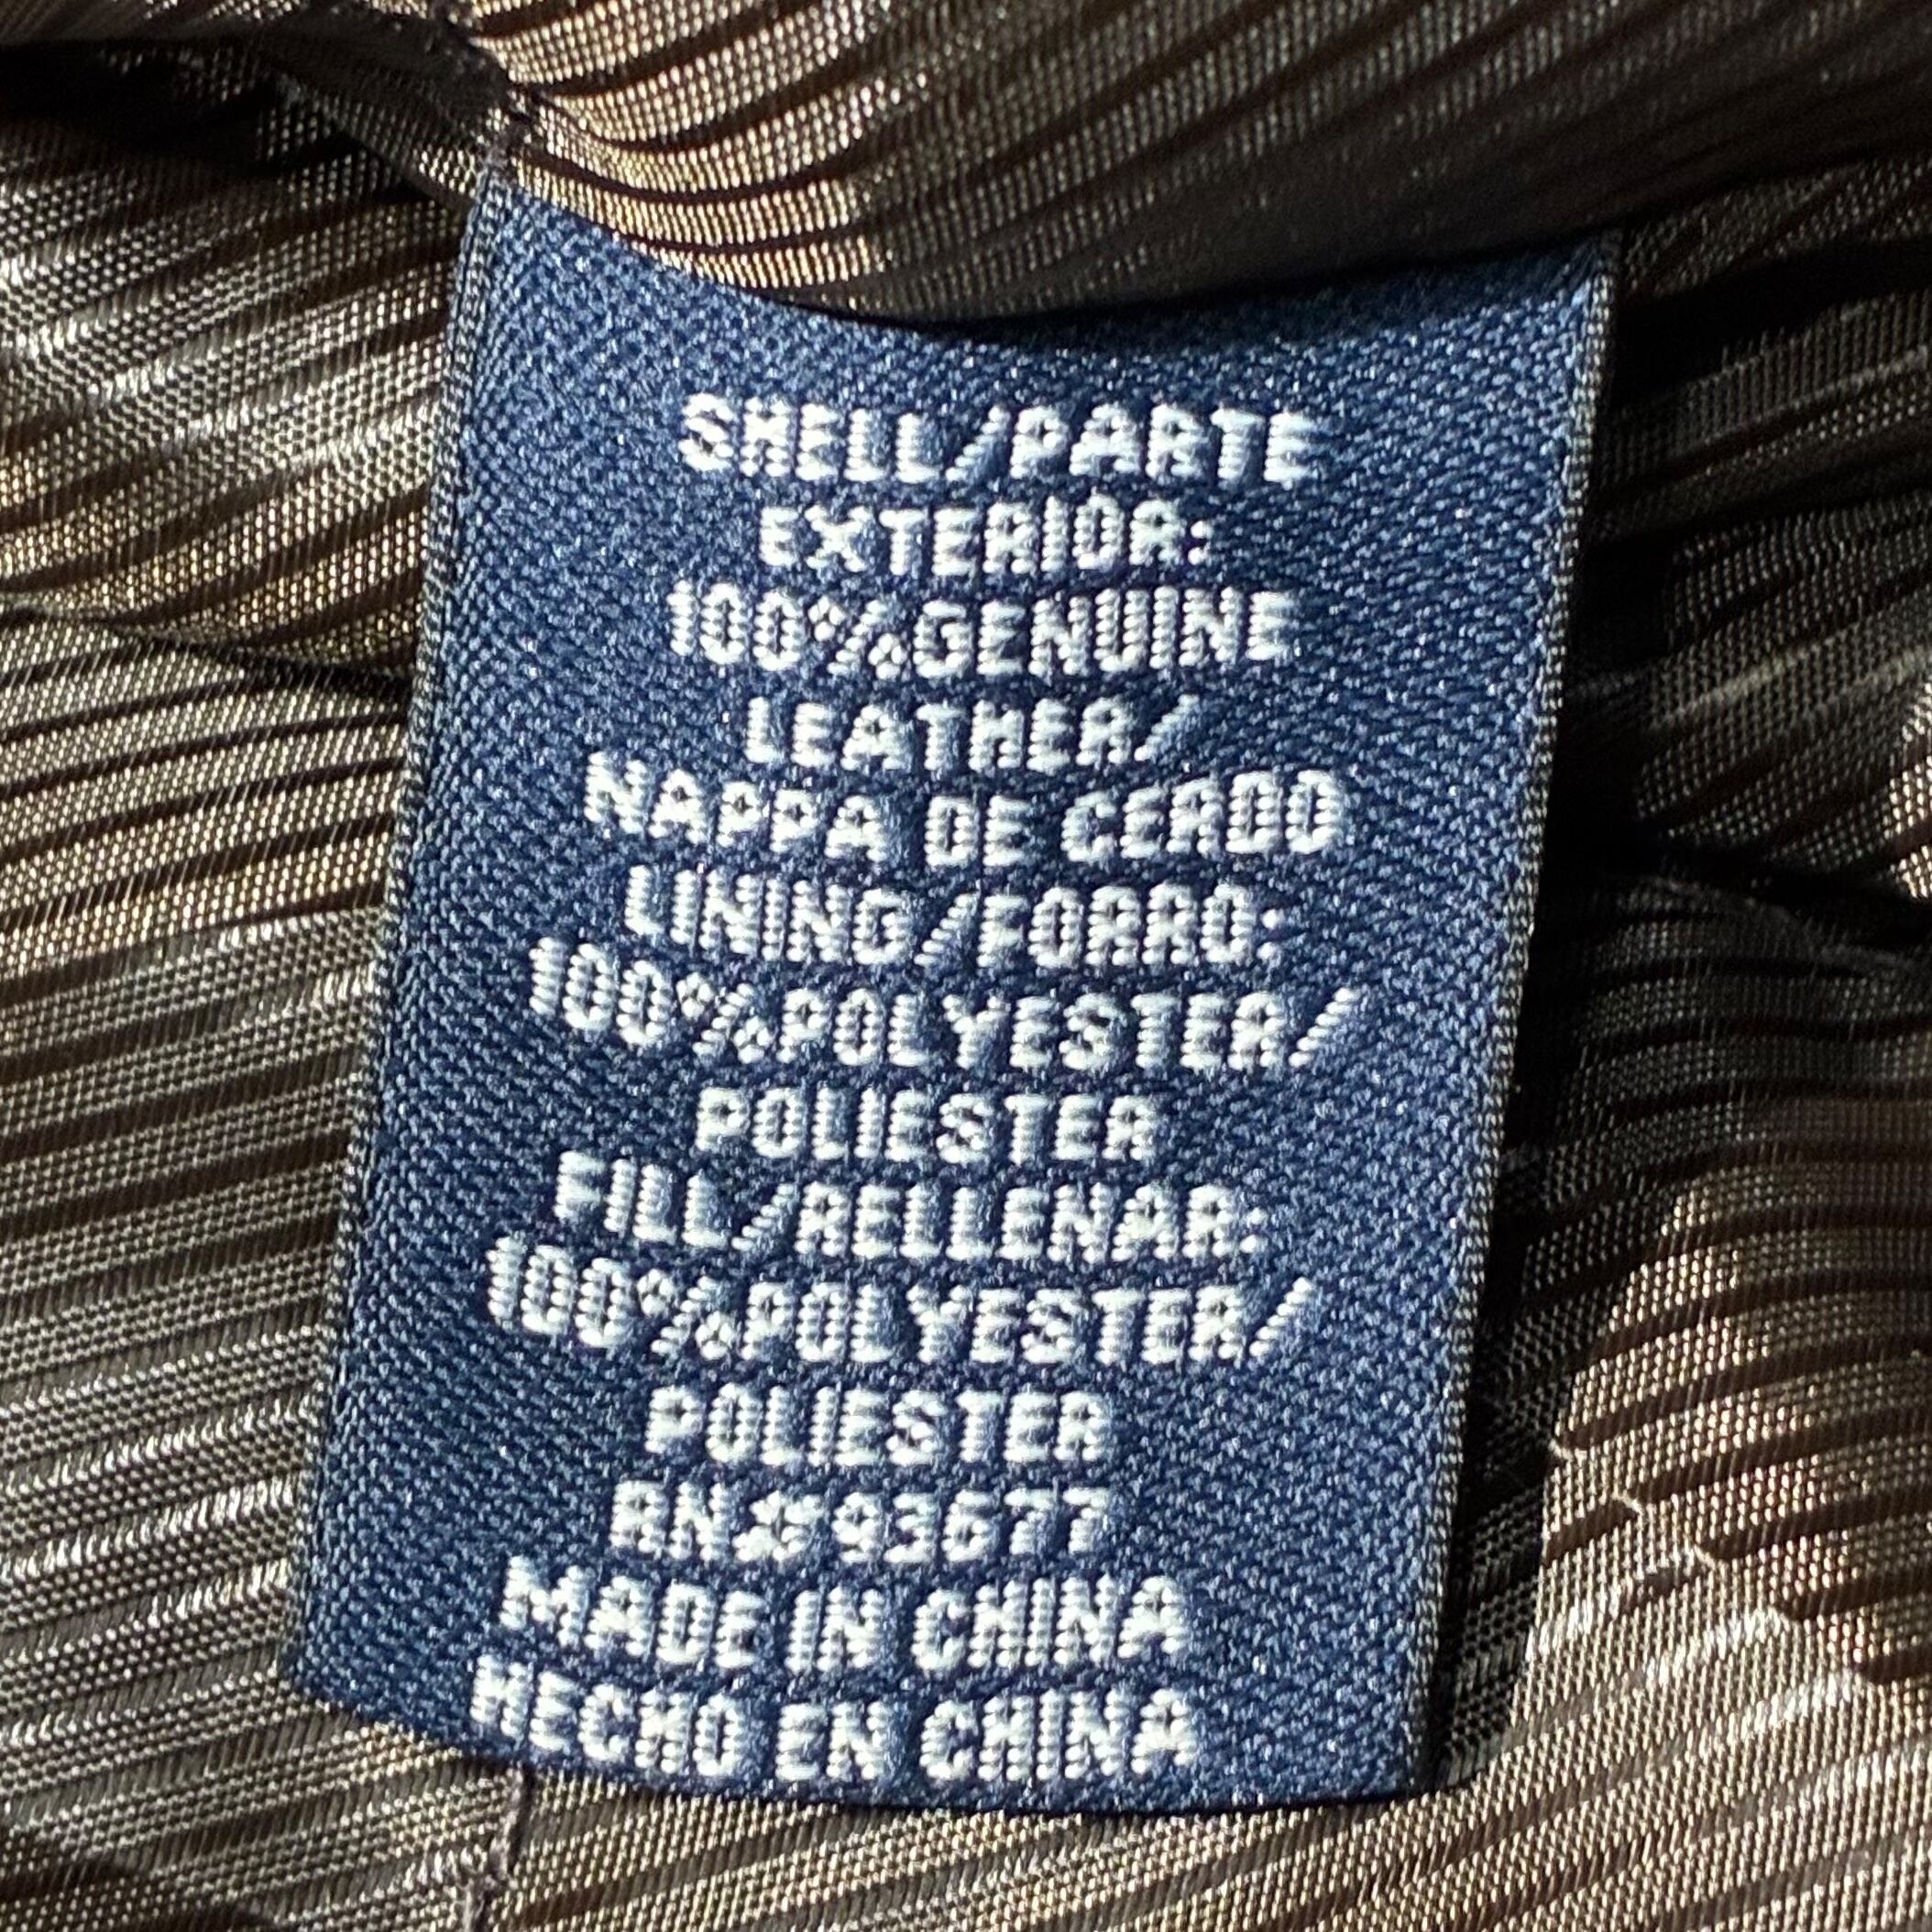 SHELL/PARTE
EXTERIOR:
100%GENUINE
LEATHER/
NAPPA DE CERDO
LINING/FORRO:
100%POLYESTER/
POLIESTER
FILL/RELLENAR:
100%POLYESTER/
POLIESTER
RN#93677
MADE IN CHINA
HECHO EN CHINA